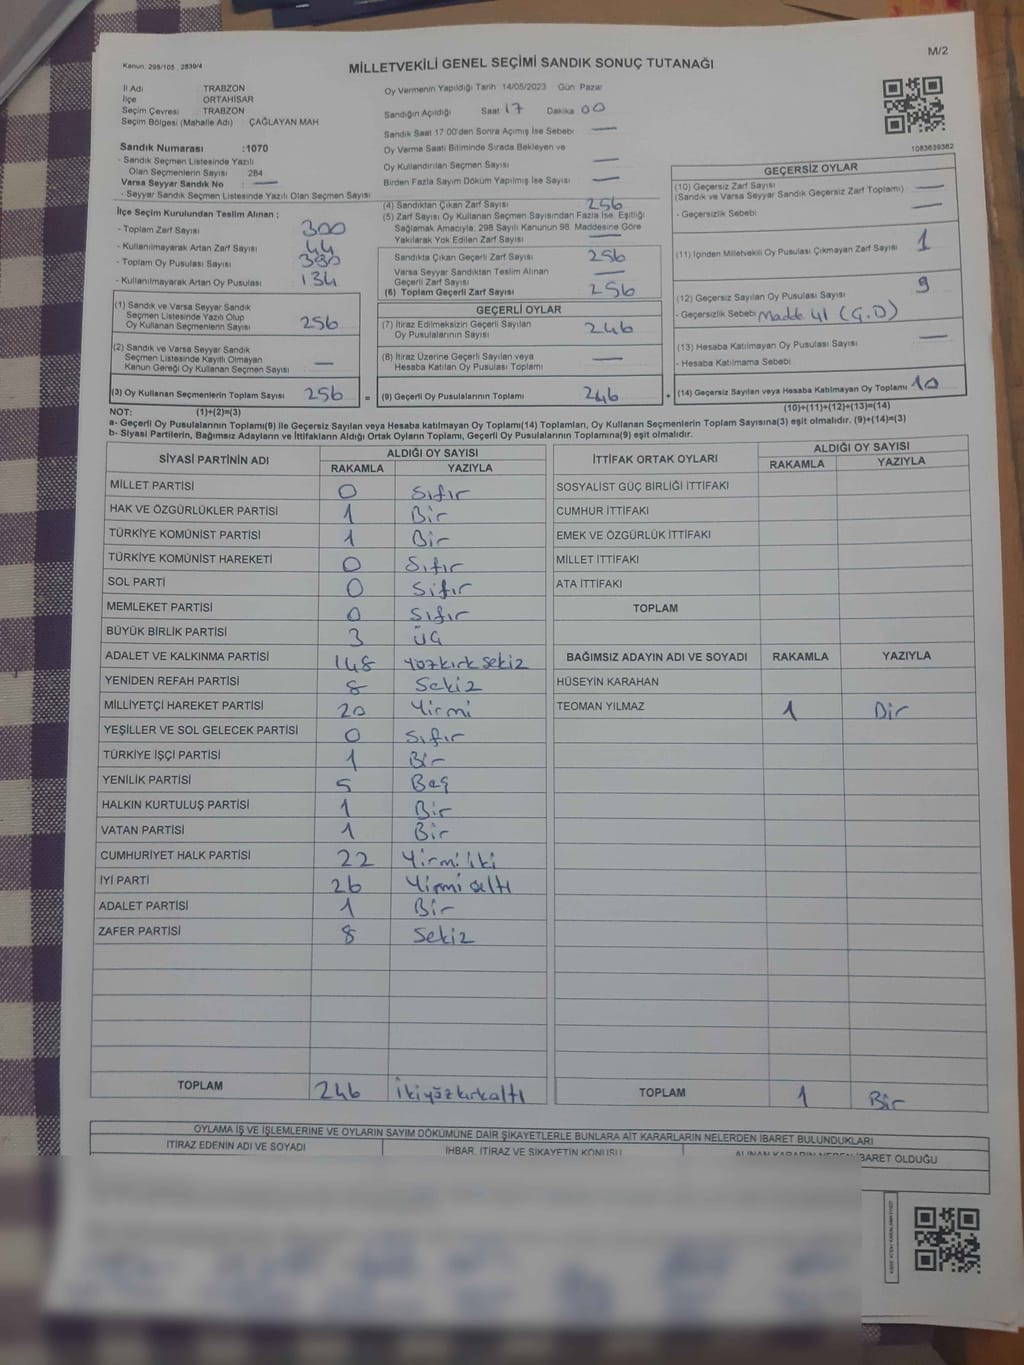 M/2
Kanun. 298/105 , 2839/4
MİLLETVEKİLİ GENEL SEÇİMİ SANDIK SONUÇ TUTANAĞI
İl Adı TRABZON
İlçe ORTAHİSAR
Seçim Çevresi TRABZON
Seçim Bölgesi (Mahalle Adı) ÇAĞLAYAN MAH
Sandık Numarası :1070
- Sandık Seçmen Listesinde Yazılı
Olan Seçmenlerin Sayısı 284
Varsa Seyyar Sandık No : —
- Seyyar Sandık Seçmen Listesinde Yazılı Olan Seçmen Sayısı
İlçe Seçim Kurulundan Teslim Alınan ;
- Toplam Zarf Sayısı 300
- Kullanılmayarak Artan Zarf Sayısı 44
- Toplam Oy Pusulası Sayısı
- Kullanılmayarak Artan Oy Pusulası 134
(1) Sandık ve Varsa Seyyar Sandık
Seçmen Listesinde Yazılı Olup
Oy Kullanan Seçmenlerin Sayısı 256
(2) Sandık ve Varsa Seyyar Sandık
Seçmen Listesinde Kayıtlı Olmayan
Kanun Gereği Oy Kullanan Seçmen Sayısı —
(3) Oy Kullanan Seçmenlerin Toplam Sayısı 256 =
Oy Vermenin Yapıldığı Tarih 14/05/2023 Gün Pazar
Sandığın Açıldığı Saat 17 Dakika 00
Sandık Saat 17:00'den Sonra Açımış İse Sebebi —
Oy Verme Saati Bitiminde Sırada Bekleyen ve
Oy Kullandırılan Seçmen Sayısı —
Birden Fazla Sayım Döküm Yapılmış İse Sayısı —
(4) Sandıktan Çıkan Zarf Sayısı 256
(5) Zarf Sayısı Oy Kullanan Seçmen Sayısından Fazla İse, Eşitliği
Sağlamak Amacıyla, 298 Sayılı Kanunun 98. Maddesine Göre
Yakılarak Yok Edilen Zarf Sayısı —
Sandıkta Çıkan Geçerli Zarf Sayısı 256
Varsa Seyyar Sandıktan Teslim Alınan
Geçerli Zarf Sayısı —
(6) Toplam Geçerli Zarf Sayısı 256
GEÇERLİ OYLAR
(7) İtiraz Edilmeksizin Geçerli Sayılan
Oy Pusulalarının Sayısı 246
(8) İtiraz Üzerine Geçerli Sayılan veya
Hesaba Katılan Oy Pusulası Toplamı —
(9) Geçerli Oy Pusulalarının Toplamı 246 +
1083639362
GEÇERSİZ OYLAR
(10) Geçersiz Zarf Sayısı —
(Sandık ve Varsa Seyyar Sandık Geçersiz Zarf Toplamı)
- Geçersizlik Sebebi —
(11) İçinden Milletvekili Oy Pusulası Çıkmayan Zarf Sayısı 1
(12) Geçersiz Sayılan Oy Pusulası Sayısı 9
- Geçersizlik Sebebi Madde 41 (G.D)
(13) Hesaba Katılmayan Oy Pusulası Sayısı —
- Hesaba Katılmama Sebebi
(14) Geçersiz Sayılan veya Hesaba Katılmayan Oy Toplamı 10
NOT: (1)+(2)=(3) (10)+(11)+(12)+(13)=(14)
a- Geçerli Oy Pusulalarının Toplamı(9) ile Geçersiz Sayılan veya Hesaba katılmayan Oy Toplamı(14) Toplamları, Oy Kullanan Seçmenlerin Toplam Sayısına(3) eşit olmalıdır. (9)+(14)=(3)
b- Siyasi Partilerin, Bağımsız Adayların ve İttifakların Aldığı Ortak Oyların Toplamı, Geçerli Oy Pusulalarının Toplamına(9) eşit olmalıdır.
SİYASİ PARTİNİN ADI ALDIĞI OY SAYISI
RAKAMLA YAZIYLA
MİLLET PARTİSİ 0 Sıfır
HAK VE ÖZGÜRLÜKLER PARTİSİ 1 Bir
TÜRKİYE KOMÜNİST PARTİSİ 1 Bir
TÜRKİYE KOMÜNİST HAREKETİ 0 Sıfır
SOL PARTİ 0 Sıfır
MEMLEKET PARTİSİ 0 Sıfır
BÜYÜK BİRLİK PARTİSİ 3 üç
ADALET VE KALKINMA PARTİSİ 148 Yüzkırk sekiz
YENİDEN REFAH PARTİSİ 8 Sekiz
MİLLİYETÇİ HAREKET PARTİSİ 20 Yirmi
YEŞİLLER VE SOL GELECEK PARTİSİ 0 Sıfır
TÜRKİYE İŞÇİ PARTİSİ 1 Bir
YENİLİK PARTİSİ 5 Beş
HALKIN KURTULUŞ PARTİSİ 1 Bir
VATAN PARTİSİ 1 Bir
CUMHURİYET HALK PARTİSİ 22 Yirmi iki
İYİ PARTİ 26 Yirmi altı
ADALET PARTİSİ 1 Bir
ZAFER PARTİSİ 8 Sekiz
TOPLAM 246 ikiyüzkırkaltı
İTTİFAK ORTAK OYLARI ALDIĞI OY SAYISI
RAKAMLA YAZIYLA
SOSYALİST GÜÇ BİRLİĞİ İTTİFAKI
CUMHUR İTTİFAKI
EMEK VE ÖZGÜRLÜK İTTİFAKI
MİLLET İTTİFAKI
ATA İTTİFAKI
TOPLAM
BAĞIMSIZ ADAYIN ADI VE SOYADI RAKAMLA YAZIYLA
HÜSEYİN KARAHAN
TEOMAN YILMAZ 1 Bir
TOPLAM 1 Bir
OYLAMA İŞ VE İŞLEMLERİNE VE OYLARIN SAYIM DÖKÜMÜNE DAİR ŞİKAYETLERLE BUNLARA AİT KARARLARIN NELERDEN İBARET BULUNDUKLARI
İTİRAZ EDENİN ADI VE SOYADI İHBAR, İTİRAZ VE ŞİKAYETİN KONUSU İBARET OLDUĞU